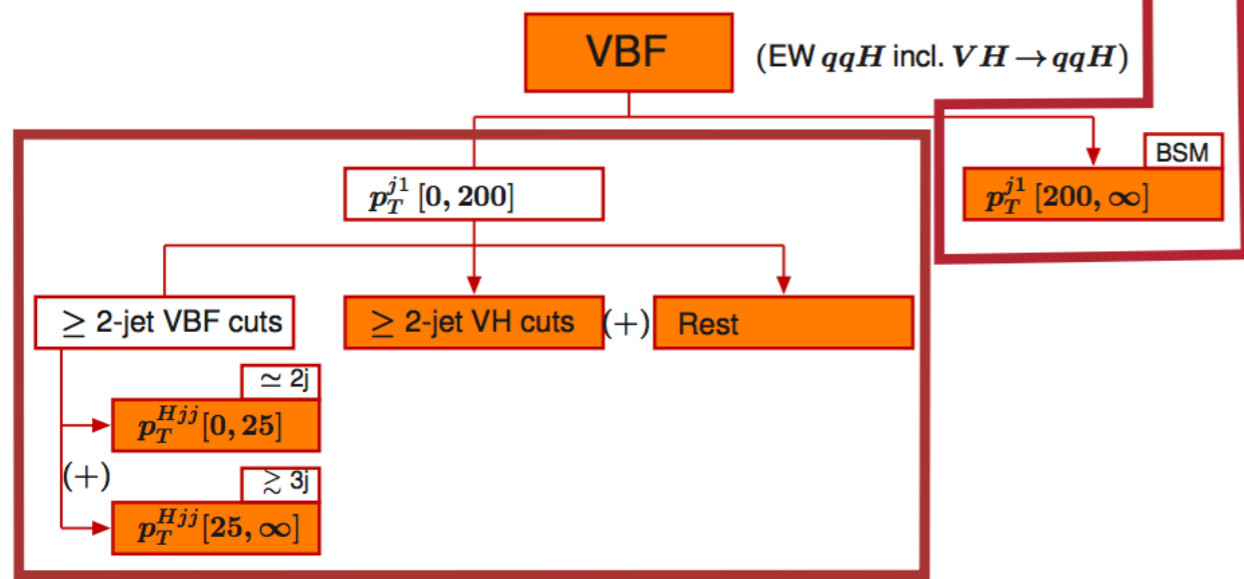 VBF
(EW qqH incl. VH → qqH)
BSM
p_T^{j1} [0, 200]
p_T^{j1} [200, ∞]
≥ 2-jet VBF cuts
≥ 2-jet VH cuts
(+)
Rest
≃ 2j
p_T^{Hjj} [0, 25]
(+)
≳ 3j
p_T^{Hjj} [25, ∞]